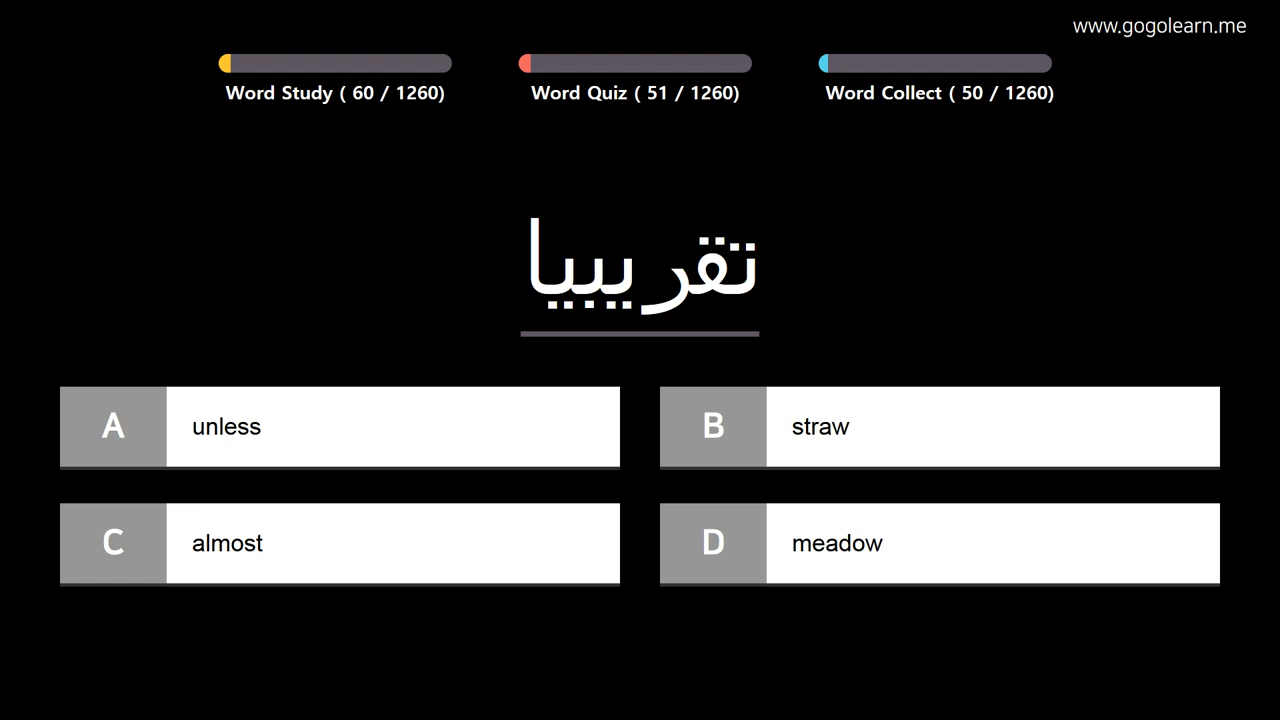 www.gogolearn.me
Word Study ( 60 / 1260)
Word Quiz ( 51 / 1260)
Word Collect ( 50 / 1260)
تقريبيا
A unless
B straw
C almost
D meadow